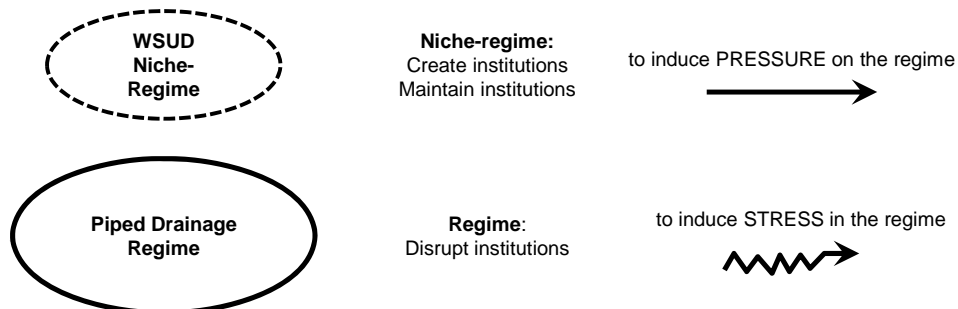 WSUD
Niche-
Regime
Niche-regime:
Create institutions
Maintain institutions
to induce PRESSURE on the regime
Piped Drainage
Regime
Regime:
Disrupt institutions
to induce STRESS in the regime